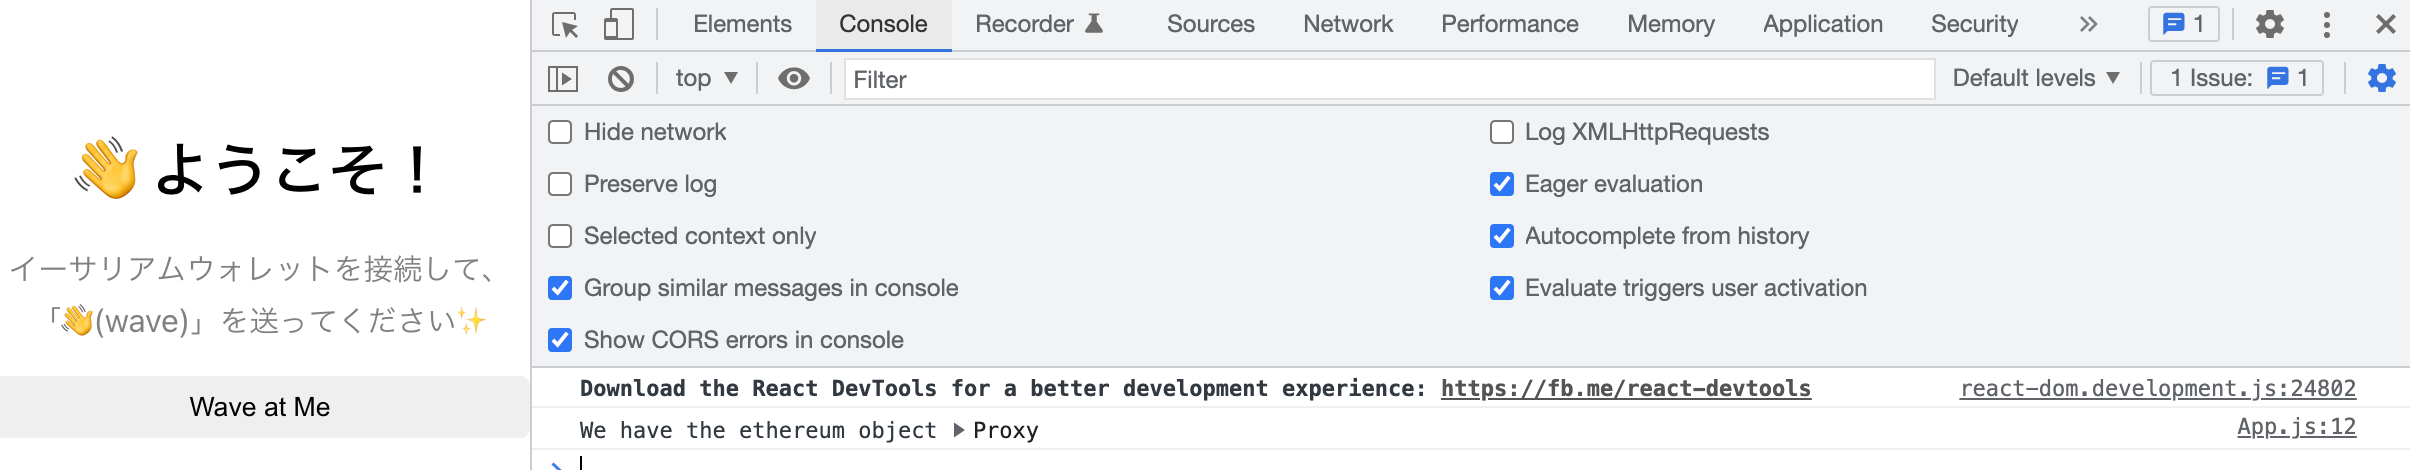 👋 ようこそ！
イーサリアムウォレットを接続して、
「👋(wave)」を送ってください✨
Wave at Me
Elements Console Recorder Sources Network Performance Memory Application Security 1
top Filter Default levels 1 Issue: 1
Hide network Log XMLHttpRequests
Preserve log Eager evaluation
Selected context only Autocomplete from history
Group similar messages in console Evaluate triggers user activation
Show CORS errors in console
Download the React DevTools for a better development experience: https://fb.me/react-devtools react-dom.development.js:24802
We have the ethereum object Proxy App.js:12